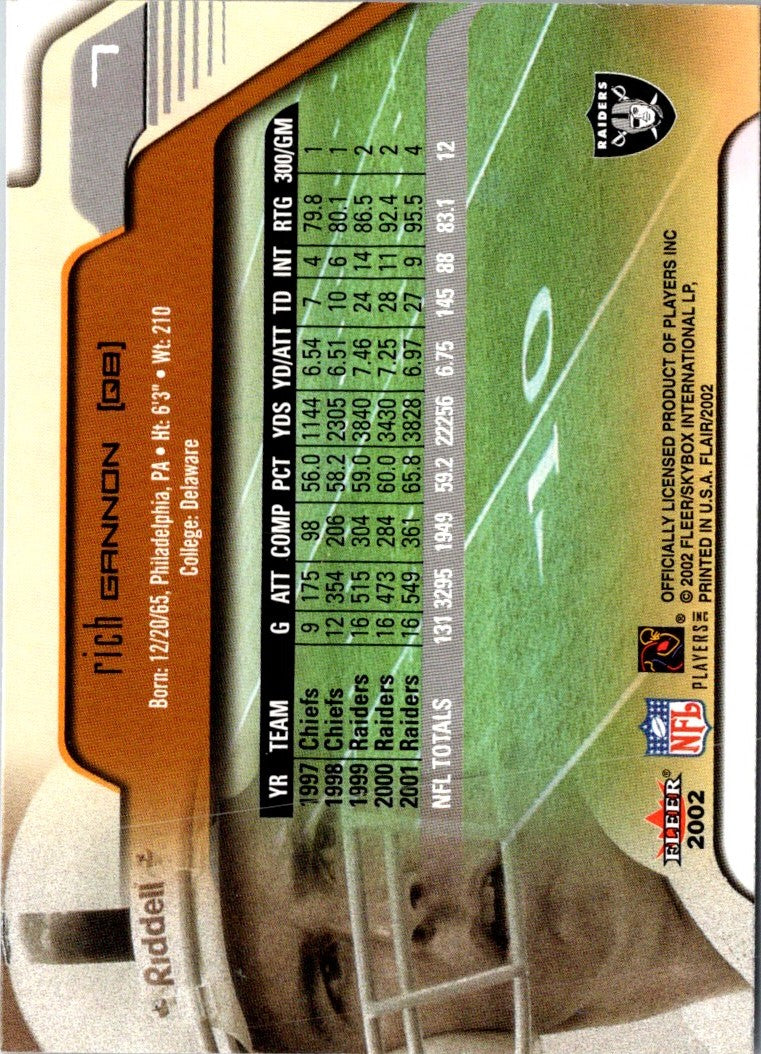 1
rich GANNON [QB]
Born: 12/20/65, Philadelphia, PA • Ht: 6'3" • Wt: 210
College: Delaware
Riddell
YR TEAM G ATT COMP PCT YDS YD/ATT TD INT RTG 300/GM
1997 Chiefs 9 175 98 56.0 1144 6.54 7 4 79.8 1
1998 Chiefs 12 354 206 58.2 2305 6.51 10 6 80.1 1
1999 Raiders 16 515 304 59.0 3840 7.46 24 14 86.5 2
2000 Raiders 16 473 284 60.0 3430 7.25 28 11 92.4 2
2001 Raiders 16 549 361 65.8 3828 6.97 27 9 95.5 4
NFL TOTALS 131 3295 1949 59.2 22256 6.75 145 88 83.1 12
10
RAIDERS
FLEER®
2002
NFL
®
PLAYERS INC
OFFICIALLY LICENSED PRODUCT OF PLAYERS INC
© 2002 FLEER/SKYBOX INTERNATIONAL LP,
PRINTED IN U.S.A. FLAIR/2002